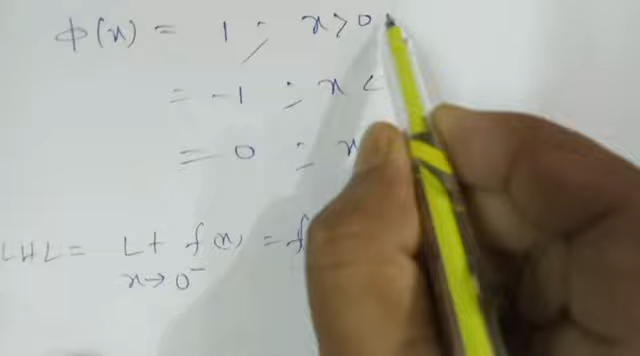 ϕ(x) = 1 ; x>0
= -1 ; x <
= 0 ; x
LHL = Lt f(x) = f
x→0⁻